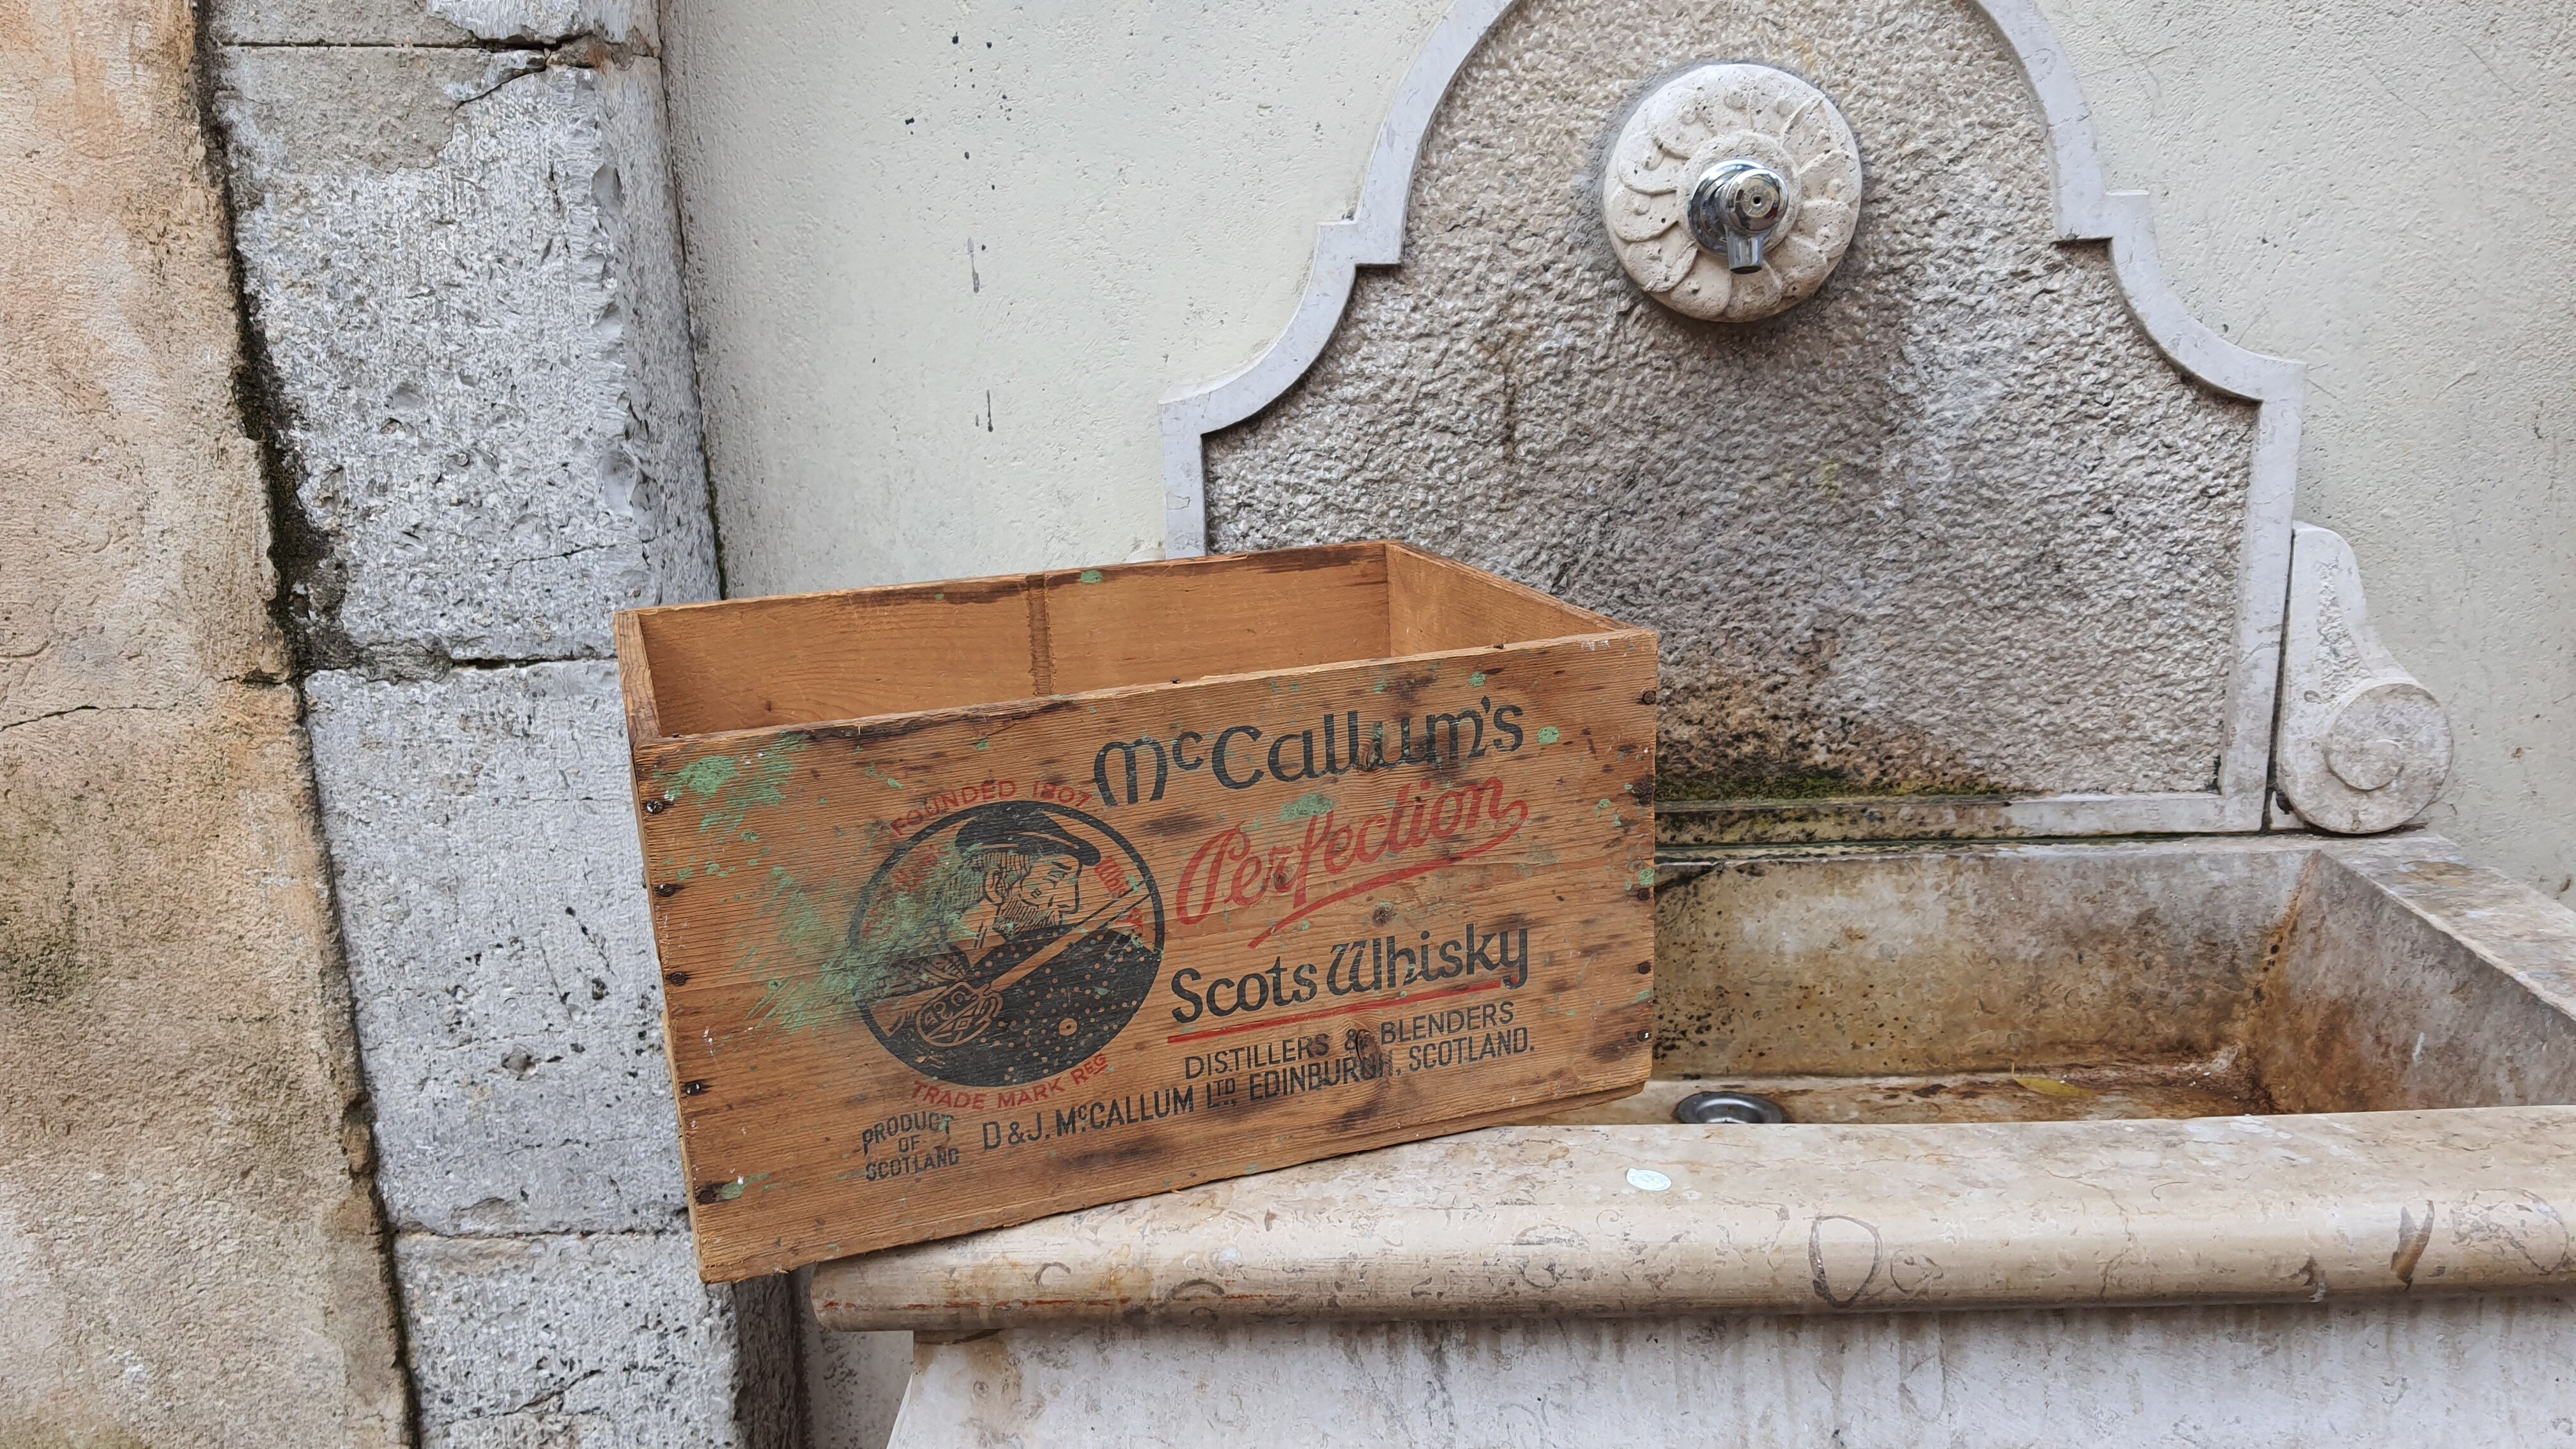 McCallum's
Perfection
Scots Whisky
DISTILLERS & BLENDERS
D & J. McCALLUM LTD., EDINBURGH, SCOTLAND.
FOUNDED 1807
TRADE MARK REG
PRODUCT
OF
SCOTLAND